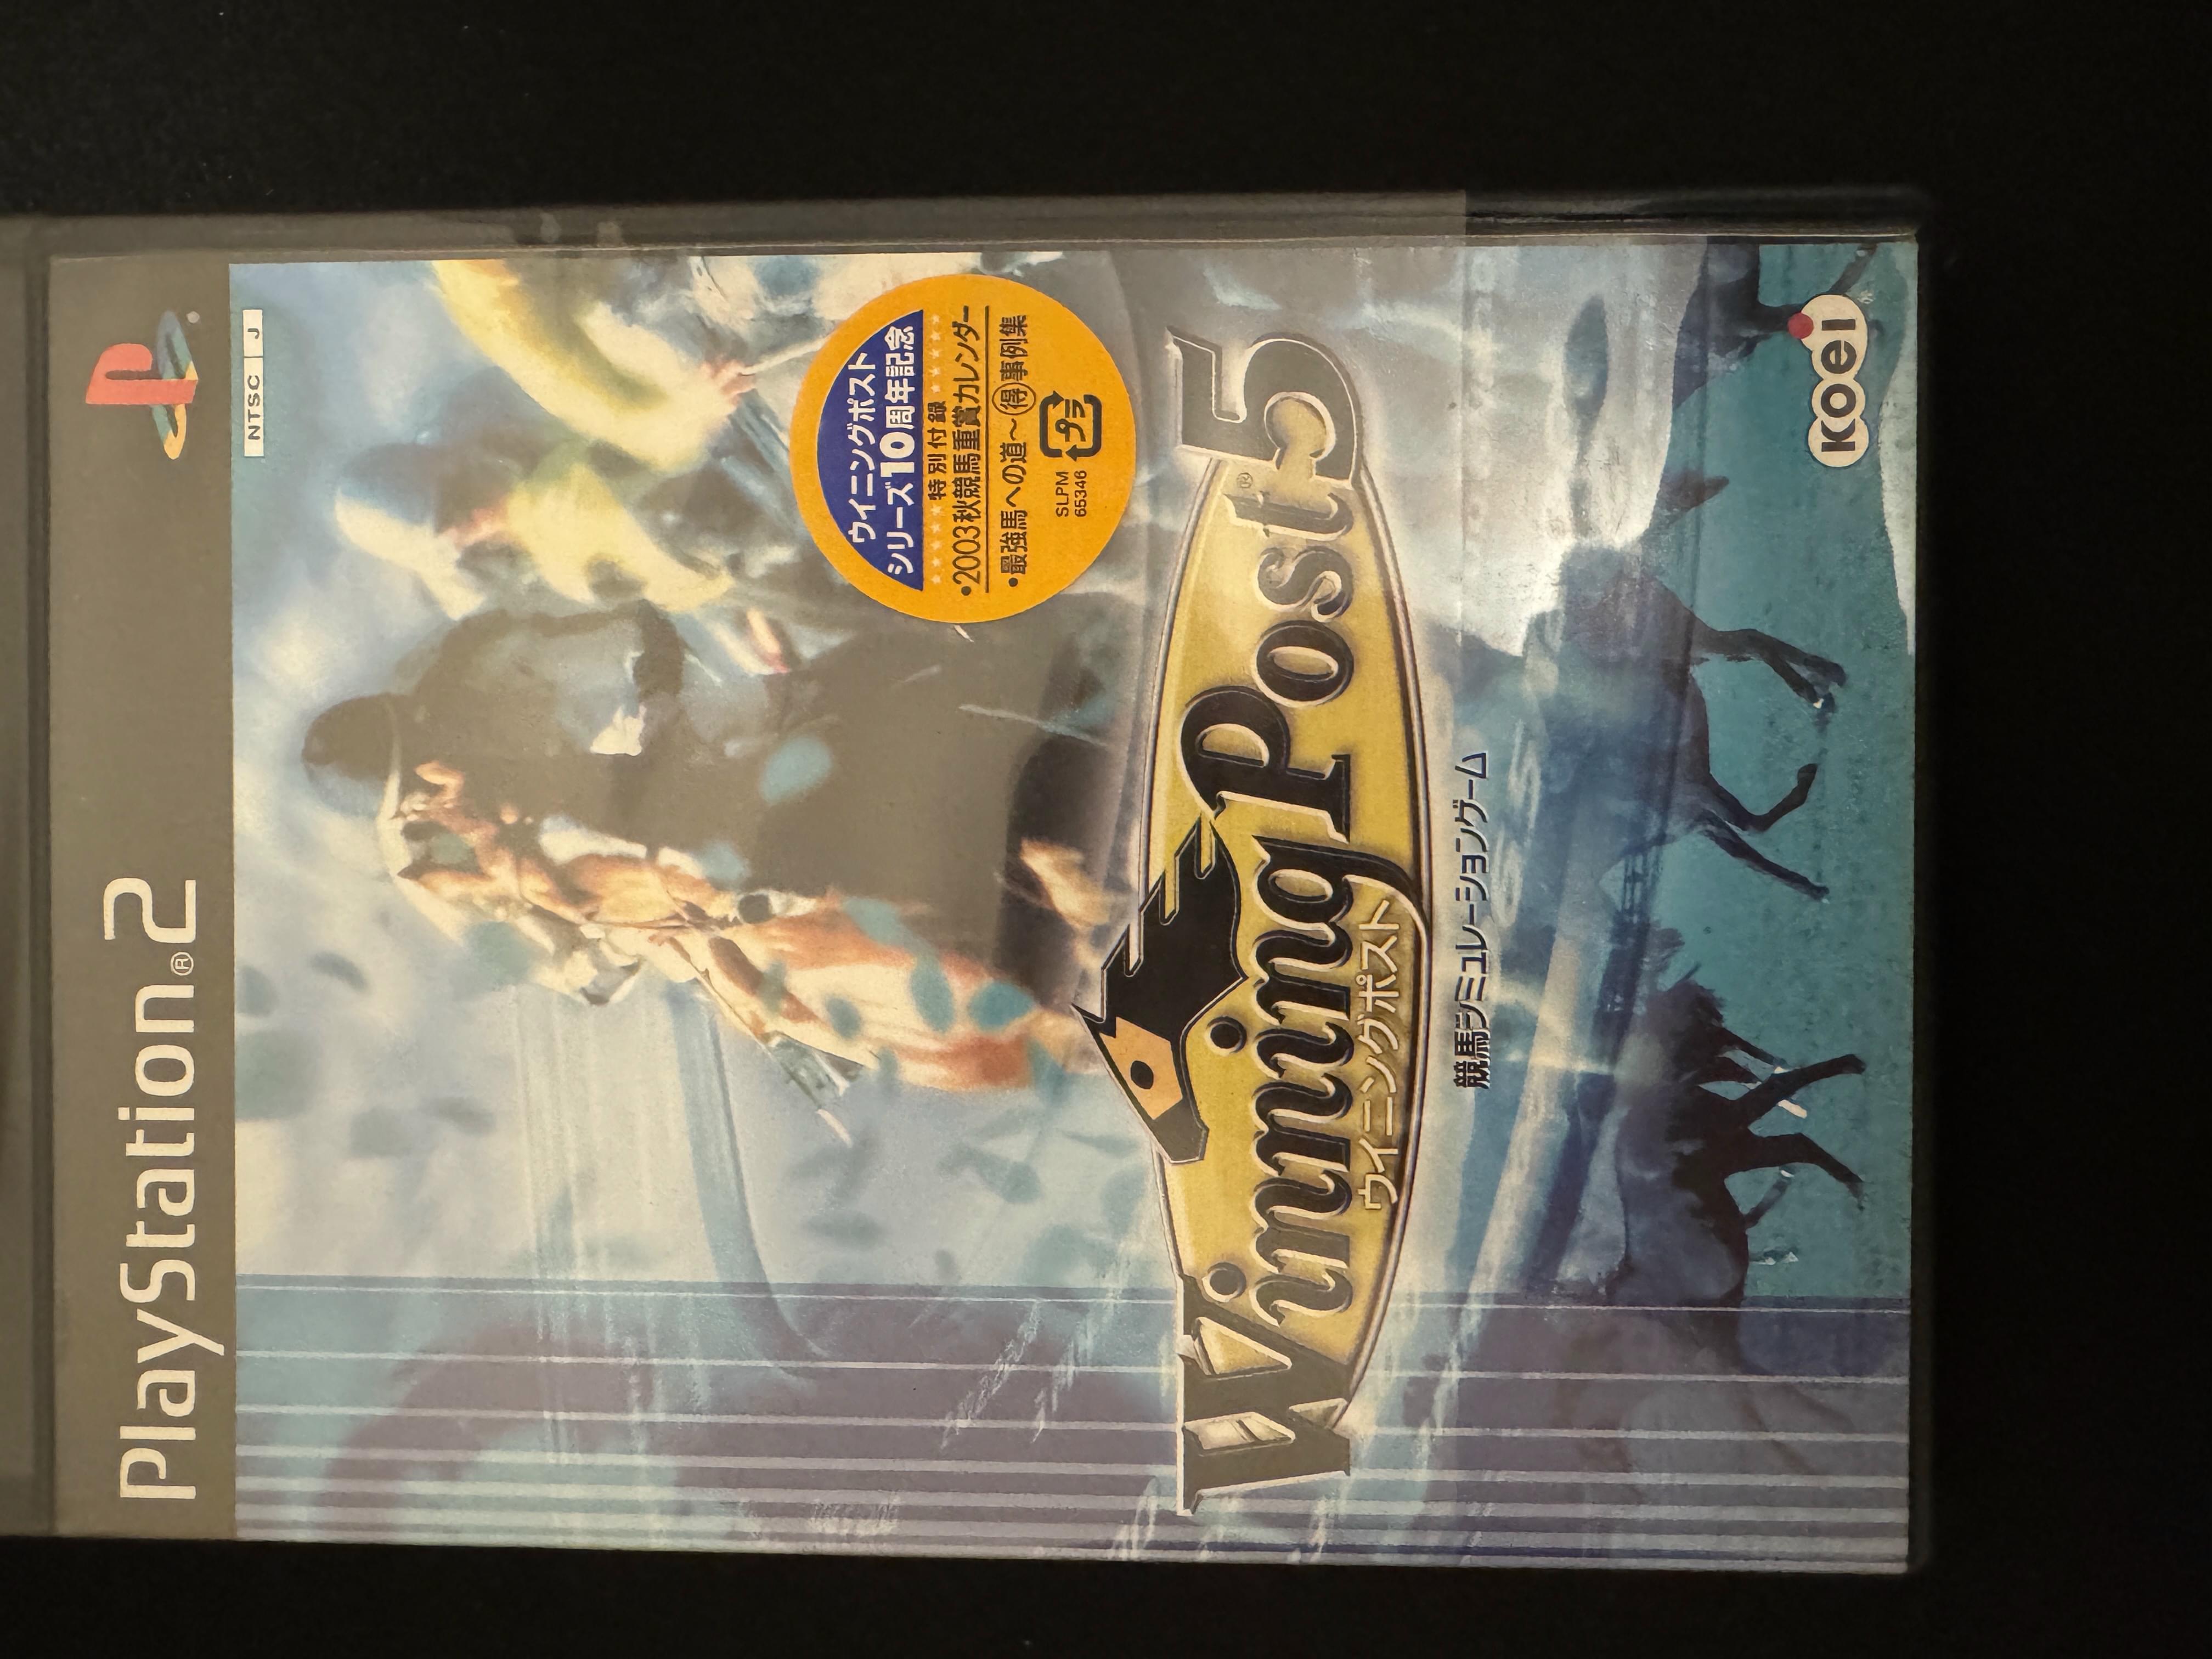 PlayStation®2
NTSC J
ウイニングポスト
シリーズ10周年記念
特別付録
•2003秋競馬重賞カレンダー
•最強馬への道～得事例集
SLPM
65346
プラ
Winning Post® 5
ウイニングポスト
競馬シミュレーションゲーム
KOEI